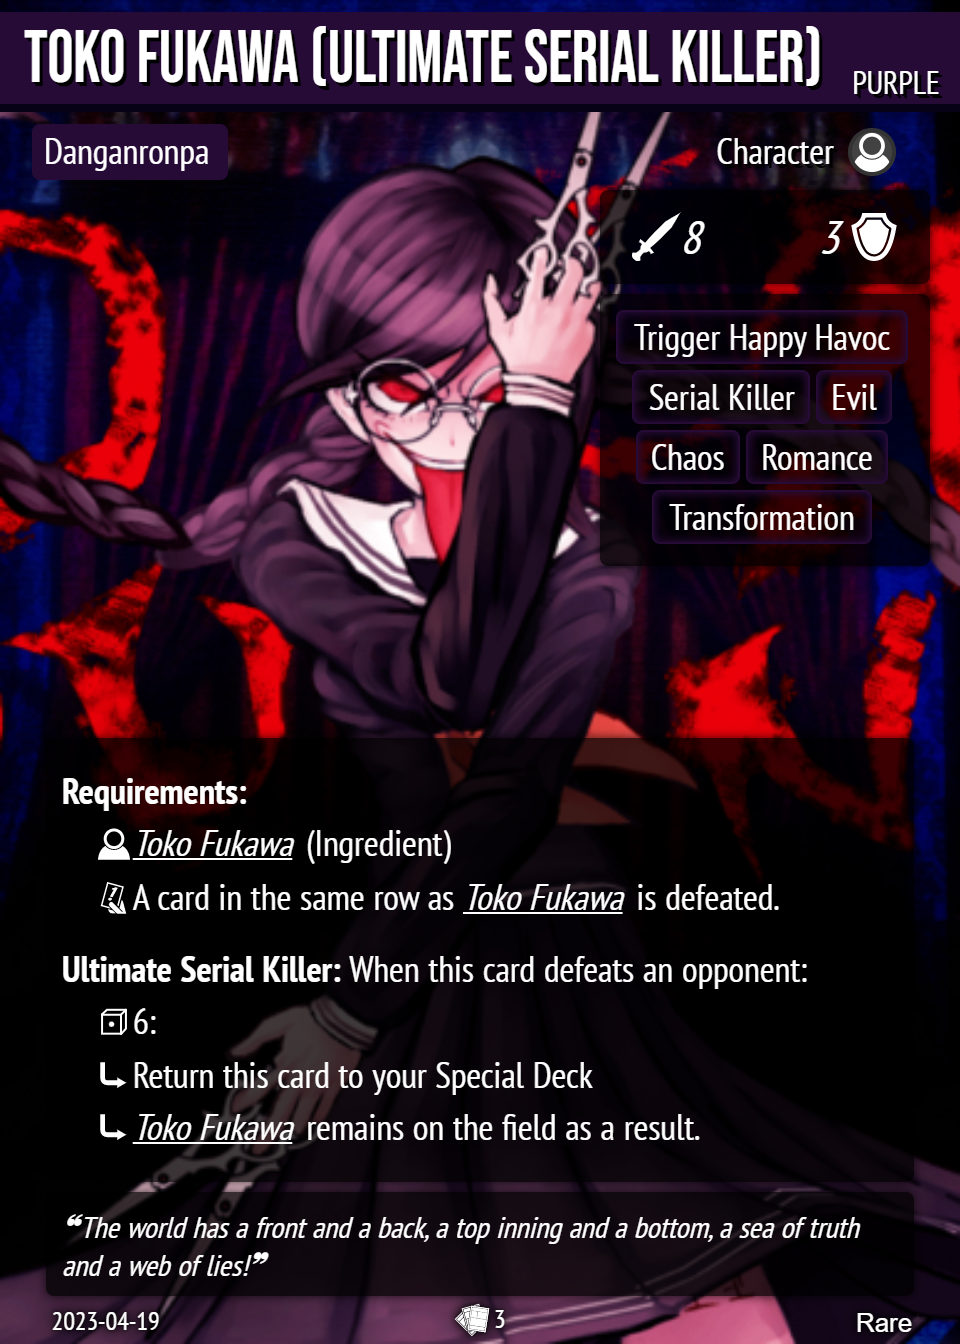 TOKO FUKAWA (ULTIMATE SERIAL KILLER)
PURPLE
Danganronpa
Character
8
3
Trigger Happy Havoc
Serial Killer Evil
Chaos Romance
Transformation
Requirements:
Toko Fukawa (Ingredient)
A card in the same row as Toko Fukawa is defeated.
Ultimate Serial Killer: When this card defeats an opponent:
6:
Return this card to your Special Deck
Toko Fukawa remains on the field as a result.
❝The world has a front and a back, a top inning and a bottom, a sea of truth
and a web of lies!❞
2023-04-19
3
Rare